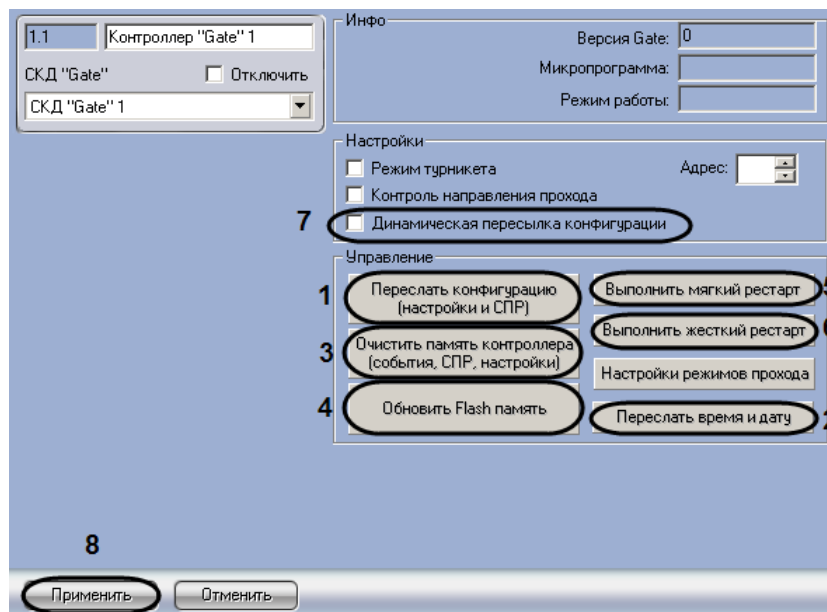 1.1 Контроллер "Gate" 1
СКД "Gate" Отключить
СКД "Gate" 1
Инфо
Версия Gate: 0
Микропрограмма:
Режим работы:
Настройки
Режим турникета Адрес:
Контроль направления прохода
7 Динамическая пересылка конфигурации
Управление
1 Переслать конфигурацию
(настройки и СПР)
Выполнить мягкий рестарт 5
3 Очистить память контроллера
(события, СПР, настройки)
Выполнить жесткий рестарт 6
Настройки режимов прохода
4 Обновить Flash память
Переслать время и дату 2
8
Применить Отменить